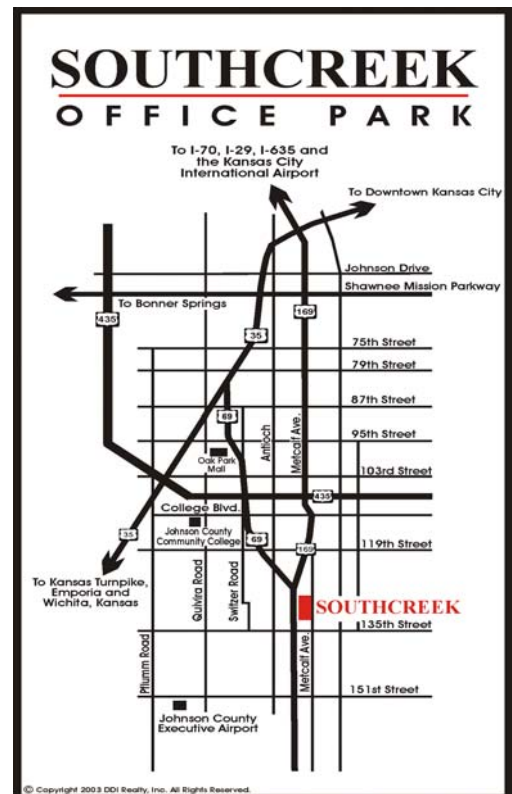 SOUTHCREEK
OFFICE PARK
To I-70, I-29, I-635 and
the Kansas City
International Airport
To Downtown Kansas City
Johnson Drive
Shawnee Mission Parkway
To Bonner Springs
435
169
35
75th Street
79th Street
87th Street
69
Antioch
Metcalf Ave.
95th Street
Oak Park
Mall
103rd Street
435
College Blvd.
35
Johnson County
Community College
69
119th Street
169
To Kansas Turnpike,
Emporia and
Wichita, Kansas
Quivira Road
Switzer Road
SOUTHCREEK
135th Street
Pflumm Road
Metcalf Ave.
151st Street
Johnson County
Executive Airport
© Copyright 2003 DDI Realty, Inc. All Rights Reserved.